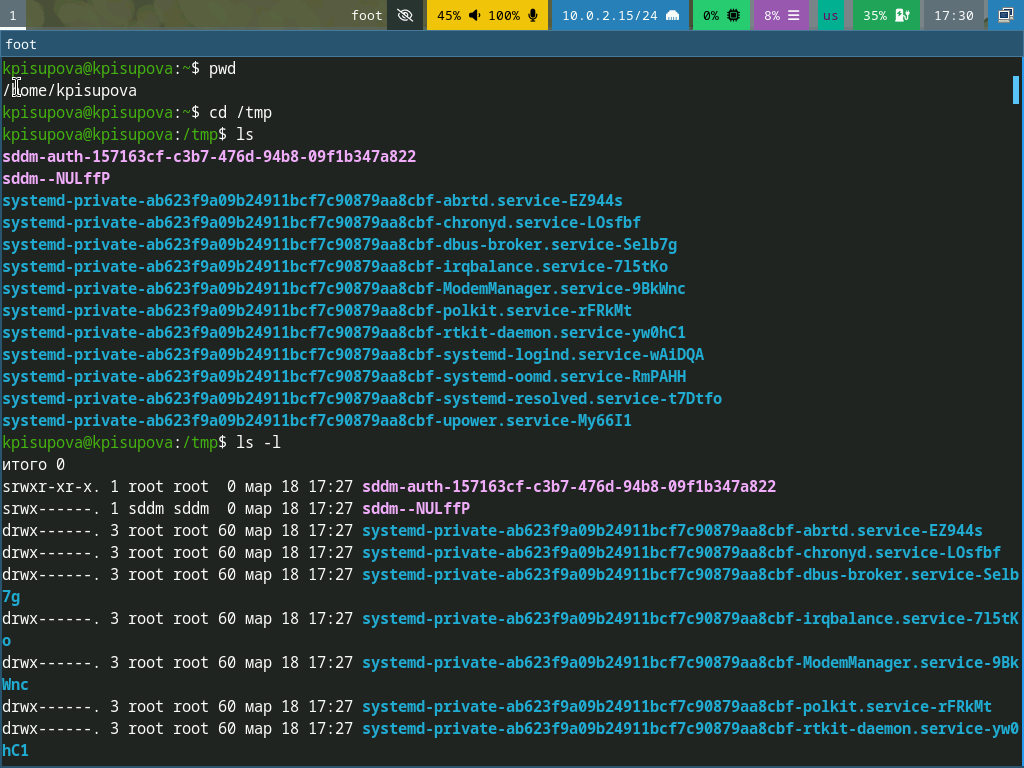 1 foot 45% 100% 10.0.2.15/24 0% 8% us 35% 17:30
foot
kpisupova@kpisupova:~$ pwd
/home/kpisupova
kpisupova@kpisupova:~$ cd /tmp
kpisupova@kpisupova:/tmp$ ls
sddm-auth-157163cf-c3b7-476d-94b8-09f1b347a822
sddm--NULffP
systemd-private-ab623f9a09b24911bcf7c90879aa8cbf-abrtd.service-EZ944s
systemd-private-ab623f9a09b24911bcf7c90879aa8cbf-chronyd.service-LOsfbf
systemd-private-ab623f9a09b24911bcf7c90879aa8cbf-dbus-broker.service-Selb7g
systemd-private-ab623f9a09b24911bcf7c90879aa8cbf-irqbalance.service-7l5tKo
systemd-private-ab623f9a09b24911bcf7c90879aa8cbf-ModemManager.service-9BkWnc
systemd-private-ab623f9a09b24911bcf7c90879aa8cbf-polkit.service-rFRkMt
systemd-private-ab623f9a09b24911bcf7c90879aa8cbf-rtkit-daemon.service-yw0hC1
systemd-private-ab623f9a09b24911bcf7c90879aa8cbf-systemd-logind.service-wAiDQA
systemd-private-ab623f9a09b24911bcf7c90879aa8cbf-systemd-oomd.service-RmPAHH
systemd-private-ab623f9a09b24911bcf7c90879aa8cbf-systemd-resolved.service-t7Dtfo
systemd-private-ab623f9a09b24911bcf7c90879aa8cbf-upower.service-My66I1
kpisupova@kpisupova:/tmp$ ls -l
итого 0
srwxr-xr-x. 1 root root  0 мар 18 17:27 sddm-auth-157163cf-c3b7-476d-94b8-09f1b347a822
srwx------. 1 sddm sddm  0 мар 18 17:27 sddm--NULffP
drwx------. 3 root root 60 мар 18 17:27 systemd-private-ab623f9a09b24911bcf7c90879aa8cbf-abrtd.service-EZ944s
drwx------. 3 root root 60 мар 18 17:27 systemd-private-ab623f9a09b24911bcf7c90879aa8cbf-chronyd.service-LOsfbf
drwx------. 3 root root 60 мар 18 17:27 systemd-private-ab623f9a09b24911bcf7c90879aa8cbf-dbus-broker.service-Selb
7g
drwx------. 3 root root 60 мар 18 17:27 systemd-private-ab623f9a09b24911bcf7c90879aa8cbf-irqbalance.service-7l5tK
o
drwx------. 3 root root 60 мар 18 17:27 systemd-private-ab623f9a09b24911bcf7c90879aa8cbf-ModemManager.service-9Bk
Wnc
drwx------. 3 root root 60 мар 18 17:27 systemd-private-ab623f9a09b24911bcf7c90879aa8cbf-polkit.service-rFRkMt
drwx------. 3 root root 60 мар 18 17:27 systemd-private-ab623f9a09b24911bcf7c90879aa8cbf-rtkit-daemon.service-yw0
hC1